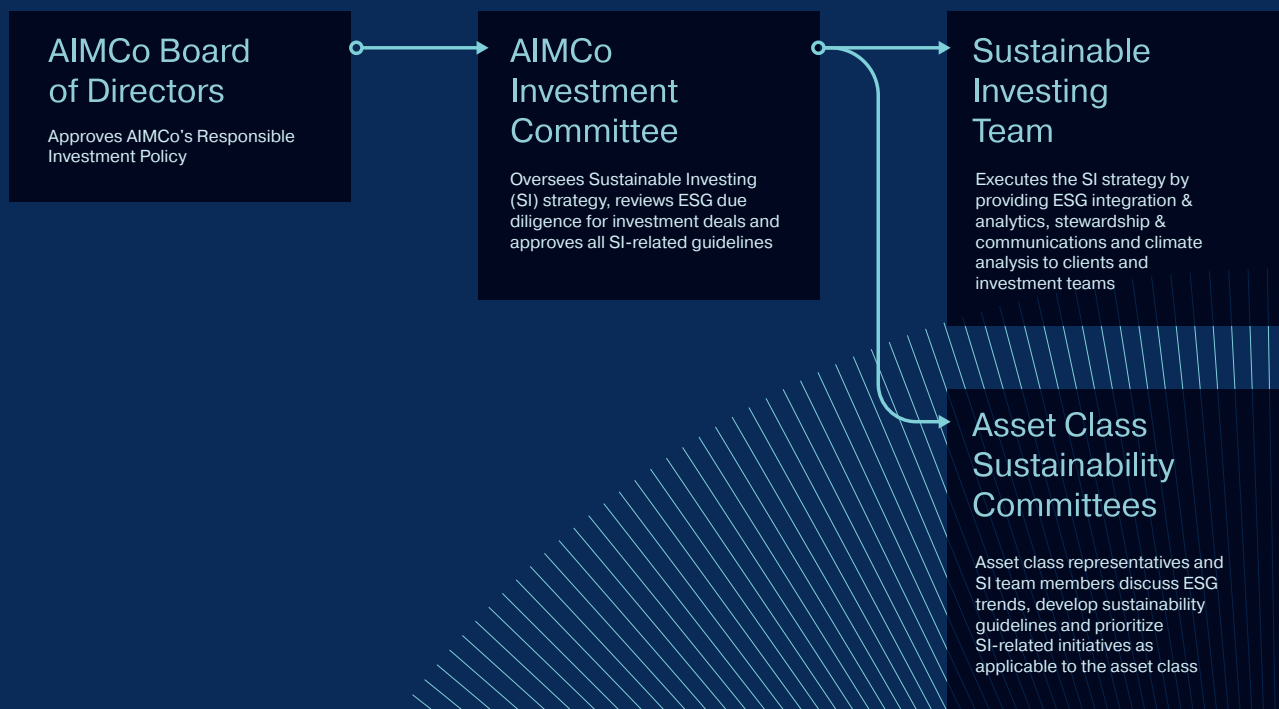 AIMCo Board
of Directors
Approves AIMCo's Responsible
Investment Policy
AIMCo
Investment
Committee
Oversees Sustainable Investing
(SI) strategy, reviews ESG due
diligence for investment deals and
approves all SI-related guidelines
Sustainable
Investing
Team
Executes the SI strategy by
providing ESG integration &
analytics, stewardship &
communications and climate
analysis to clients and
investment teams
Asset Class
Sustainability
Committees
Asset class representatives and
SI team members discuss ESG
trends, develop sustainability
guidelines and prioritize
SI-related initiatives as
applicable to the asset class